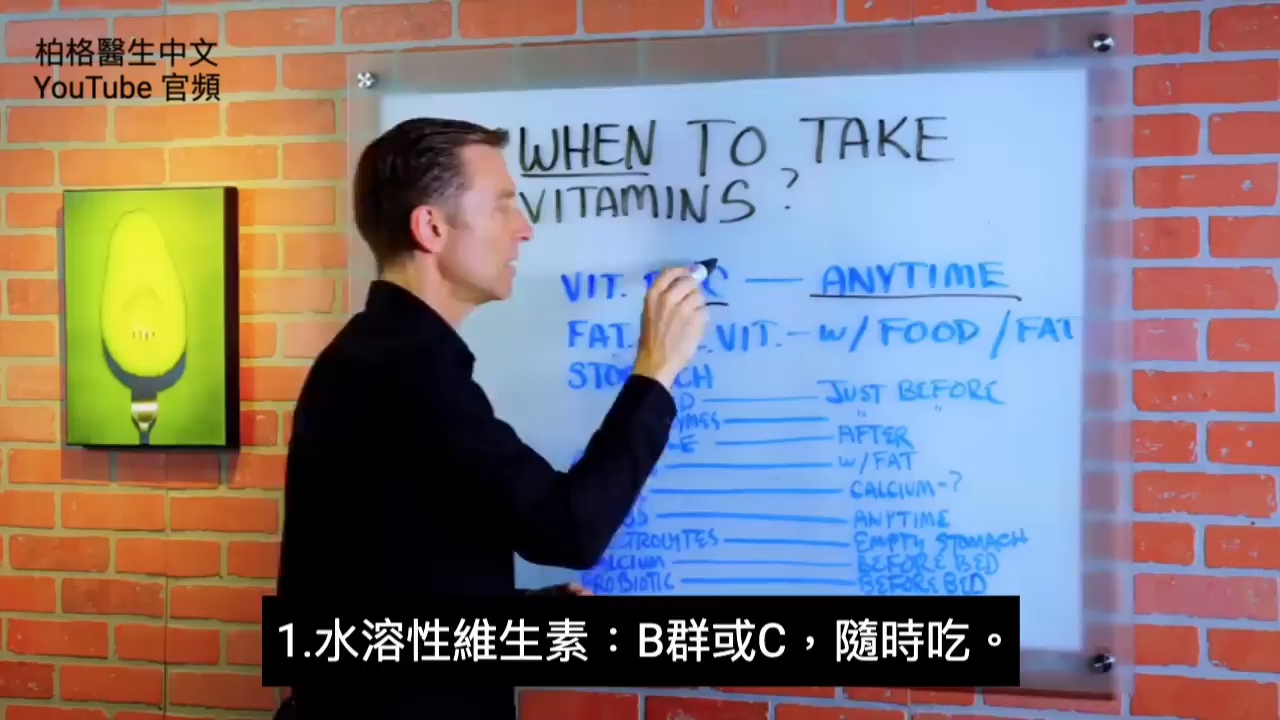 柏格醫生中文
YouTube 官頻
WHEN TO TAKE
VITAMINS?
VIT. C — ANYTIME
FAT. VIT. - W/ FOOD / FAT
JUST BEFORE
" "
AFTER
W/FAT
CALCIUM-?
ANYTIME
EMPTY STOMACH
BEFORE BED
BEFORE BED
1.水溶性維生素：B群或C，隨時吃。